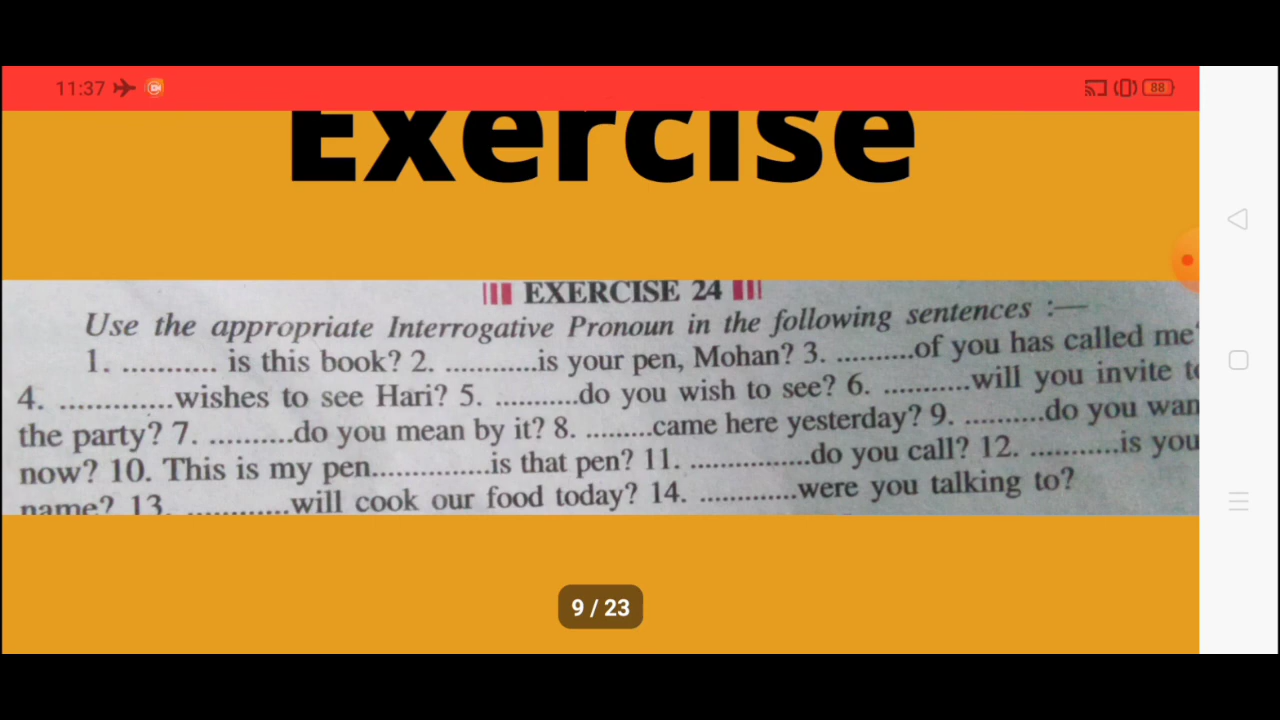 11:37
88
Exercise
EXERCISE 24
Use the appropriate Interrogative Pronoun in the following sentences :—
1. ............ is this book? 2. ............is your pen, Mohan? 3. ..........of you has called me
4. ..............wishes to see Hari? 5. ..........do you wish to see? 6. ..........will you invite to
the party? 7. ..........do you mean by it? 8. .........came here yesterday? 9. ..........do you wan
now? 10. This is my pen..............is that pen? 11. ..............do you call? 12. ...........is you
name? 13. ............will cook our food today? 14. ............were you talking to?
9 / 23